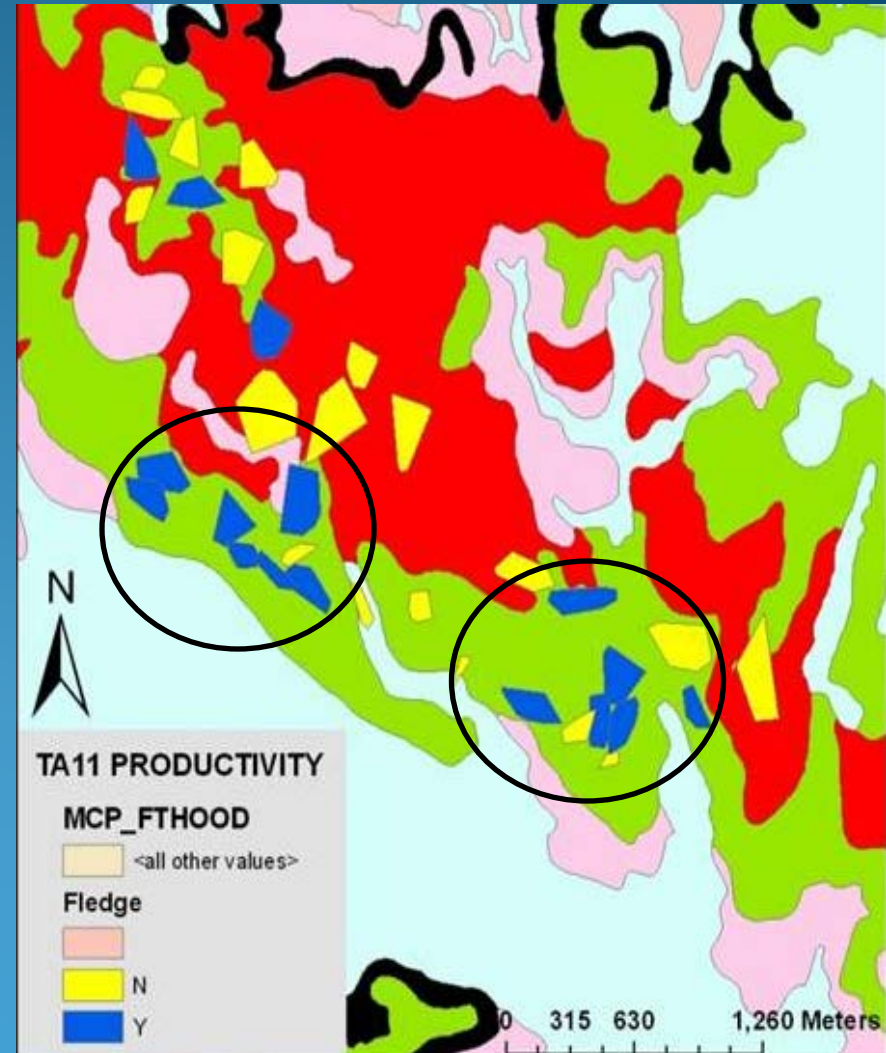 N
TA11 PRODUCTIVITY
MCP_FTHOOD
<all other values>
Fledge
N
Y
0 315 630 1,260 Meters